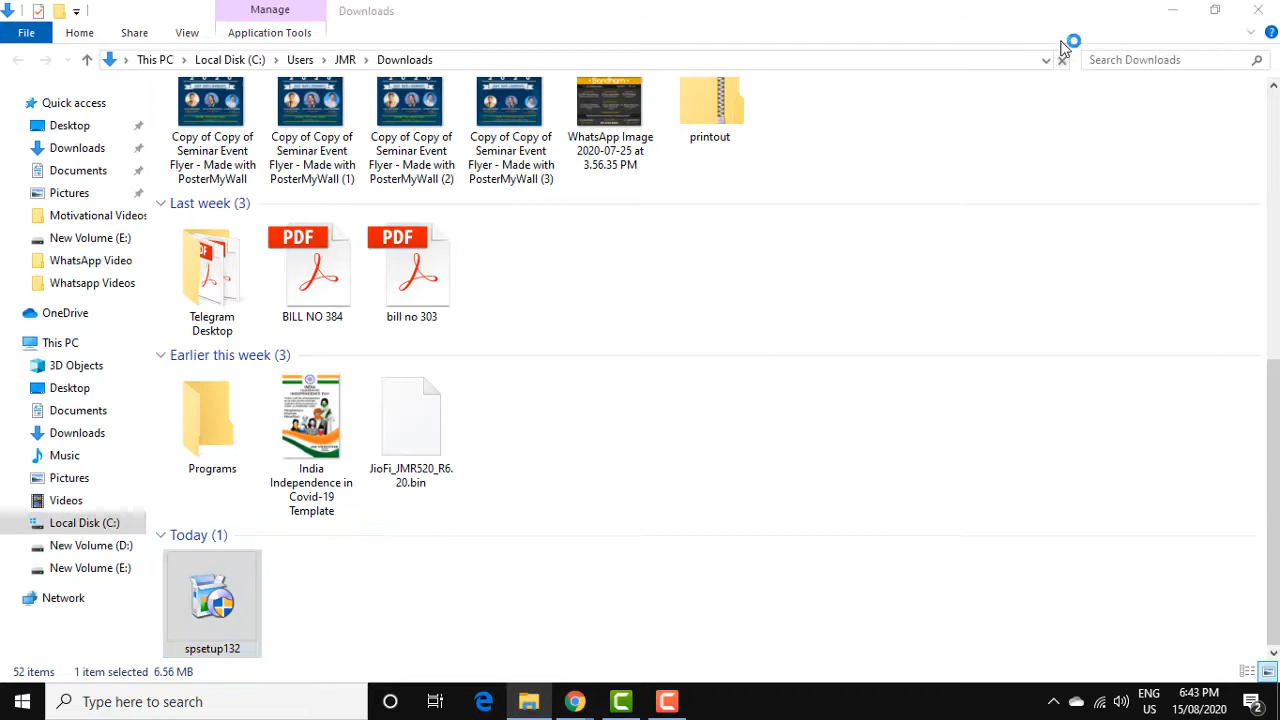 Manage
Downloads
File
Home
Share
View
Application Tools
This PC
Local Disk (C:)
Users
JMR
Downloads
Search Downloads
Quick access
Desktop
Downloads
Documents
Pictures
Motivational Videos
New Volume (E:)
WhatsApp Video
Whatsapp Videos
OneDrive
This PC
3D Objects
Desktop
Documents
Downloads
Music
Pictures
Videos
Local Disk (C:)
New Volume (D:)
New Volume (E:)
Network
Copy of Copy of
Seminar Event
Flyer - Made with
PosterMyWall
Copy of Copy of
Seminar Event
Flyer - Made with
PosterMyWall (1)
Copy of Copy of
Seminar Event
Flyer - Made with
PosterMyWall (2)
Copy of Copy of
Seminar Event
Flyer - Made with
PosterMyWall (3)
WhatsApp Image
2020-07-25 at
3.56.35 PM
printout
Last week (3)
PDF
PDF
Telegram
Desktop
BILL NO 384
bill no 303
Earlier this week (3)
Programs
India
Independence in
Covid-19
Template
JioFi_JMR520_R6.
20.bin
Today (1)
spsetup132
52 items
1 item selected
6.56 MB
Type here to search
ENG
US
6:43 PM
15/08/2020
2